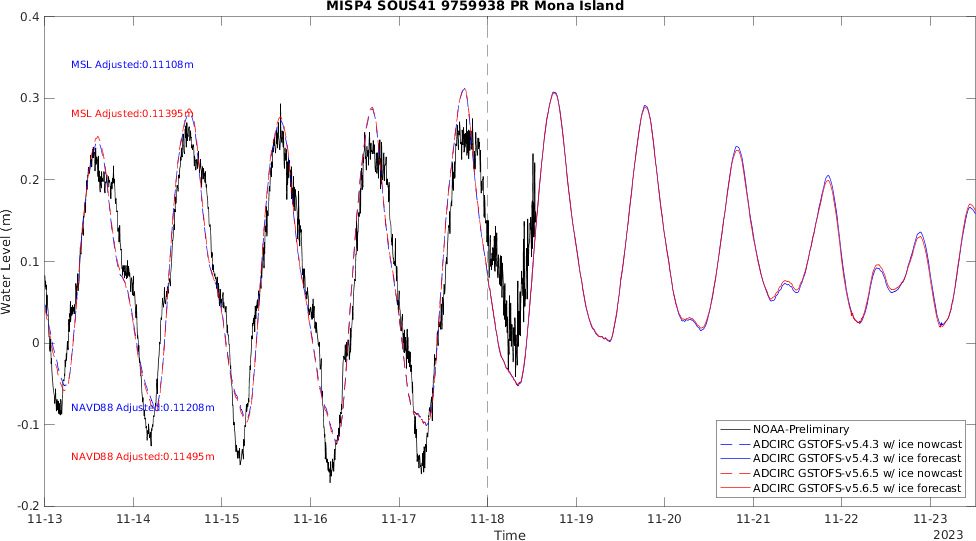 MISP4 SOUS41 9759938 PR Mona Island
0.4
0.3
0.2
0.1
0
-0.1
-0.2
Water Level (m)
MSL Adjusted:0.11108m
MSL Adjusted:0.11395m
NAVD88 Adjusted:0.11208m
NAVD88 Adjusted:0.11495m
NOAA-Preliminary
ADCIRC GSTOFS-v5.4.3 w/ ice nowcast
ADCIRC GSTOFS-v5.4.3 w/ ice forecast
ADCIRC GSTOFS-v5.6.5 w/ ice nowcast
ADCIRC GSTOFS-v5.6.5 w/ ice forecast
11-13 11-14 11-15 11-16 11-17 11-18 11-19 11-20 11-21 11-22 11-23
Time
2023